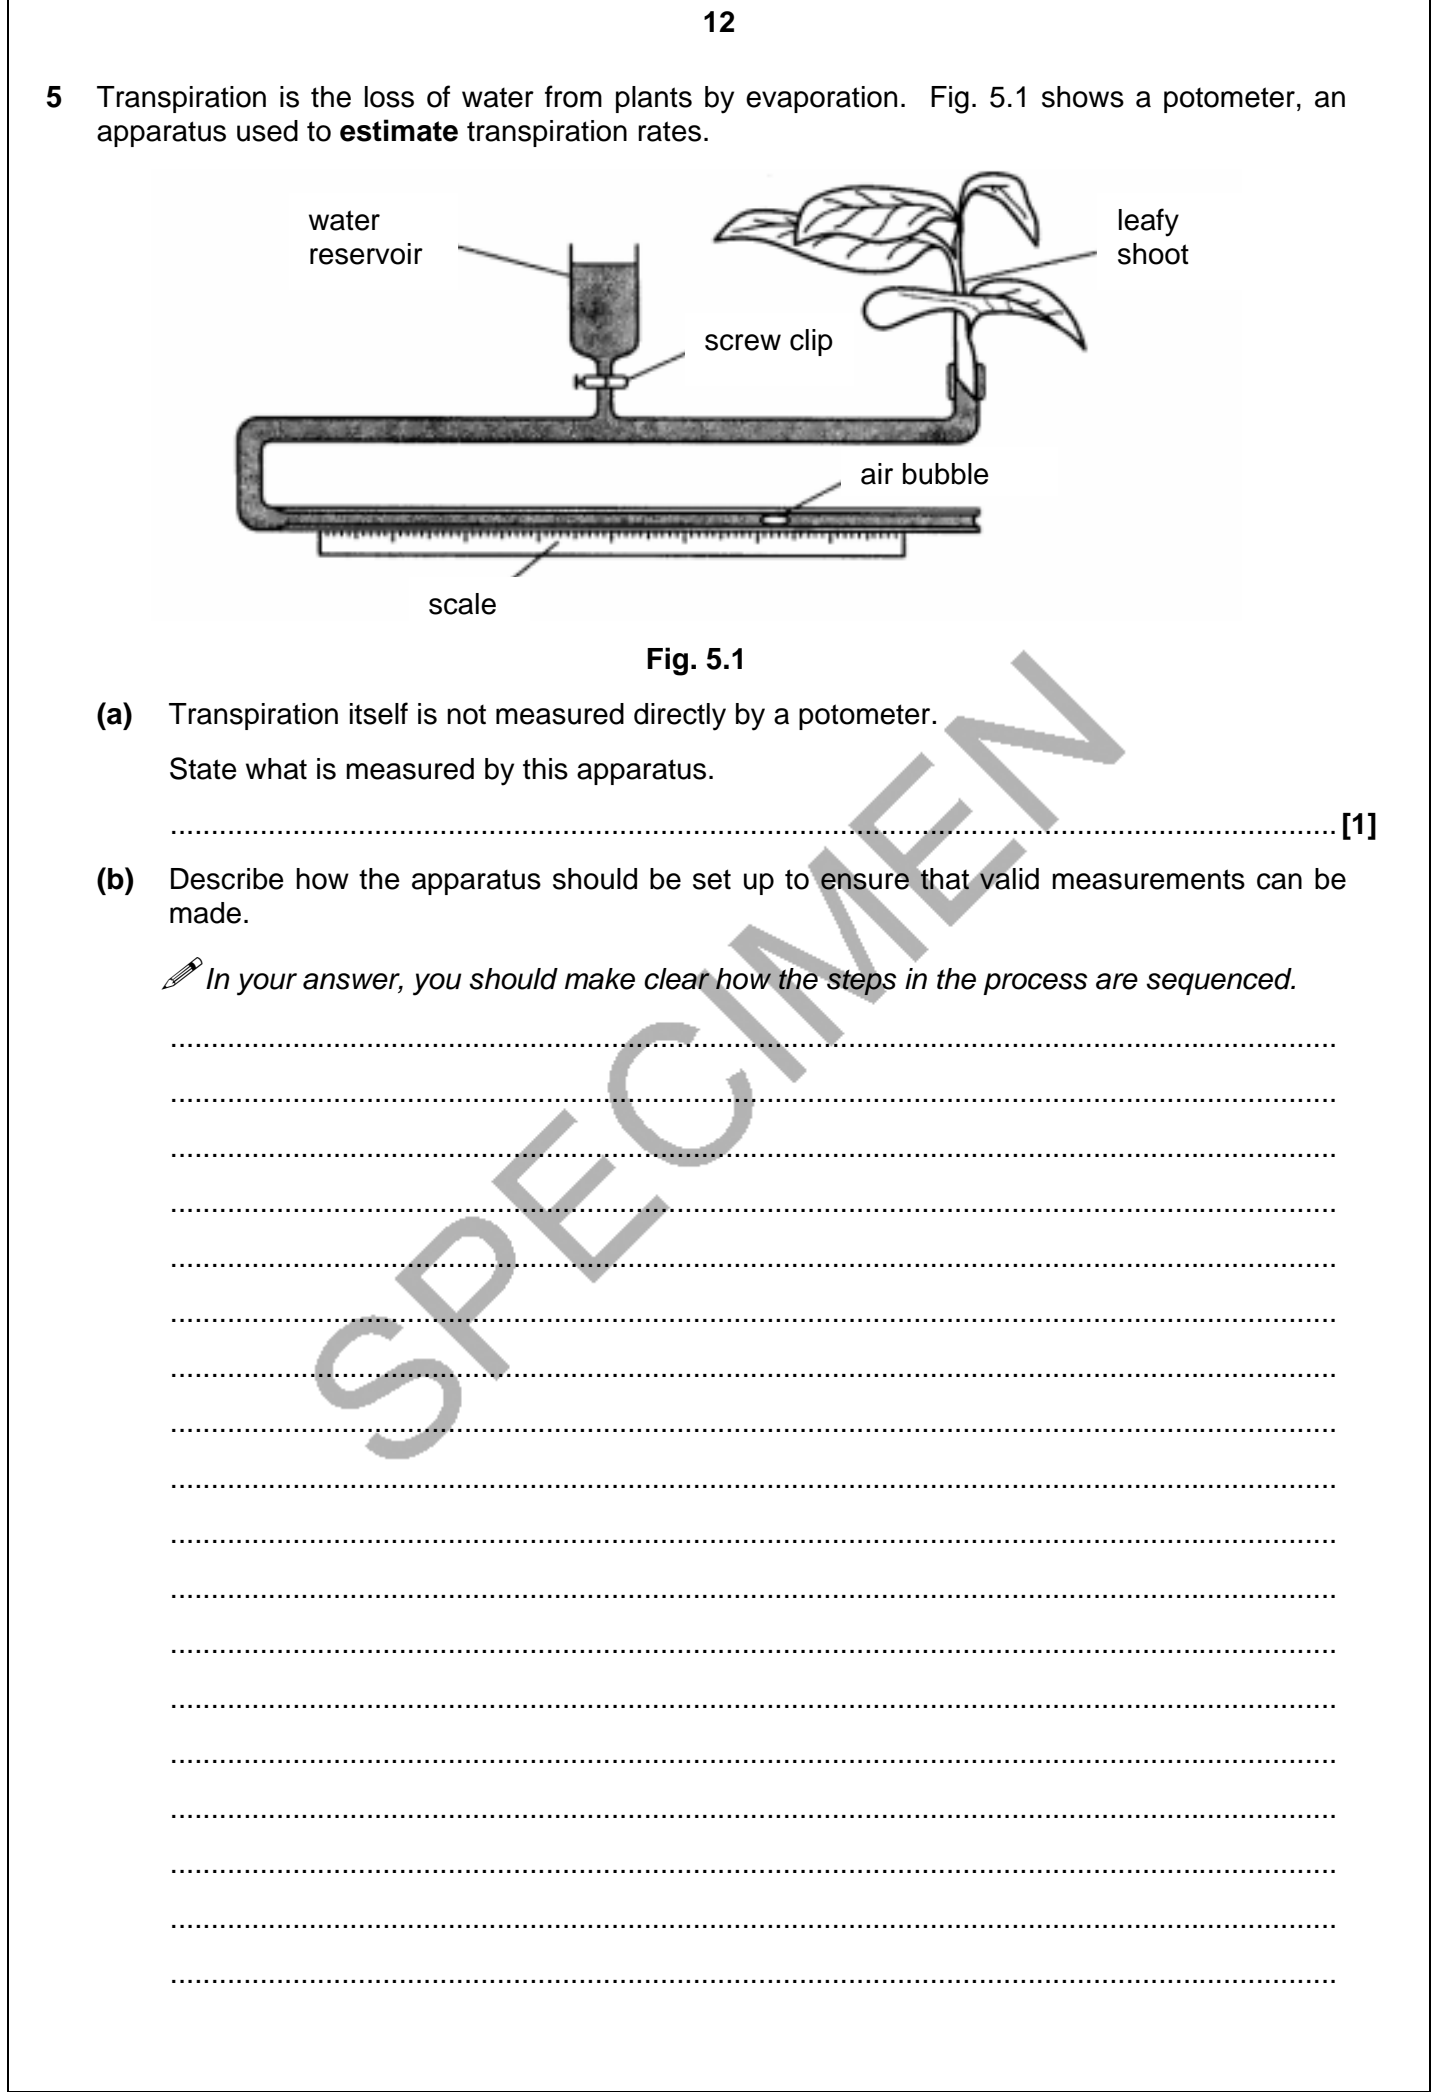 12
5 Transpiration is the loss of water from plants by evaporation. Fig. 5.1 shows a potometer, an
apparatus used to estimate transpiration rates.
water
reservoir
leafy
shoot
screw clip
air bubble
scale
Fig. 5.1
(a) Transpiration itself is not measured directly by a potometer.
State what is measured by this apparatus.
[1]
(b) Describe how the apparatus should be set up to ensure that valid measurements can be
made.
In your answer, you should make clear how the steps in the process are sequenced.
SPECIMEN